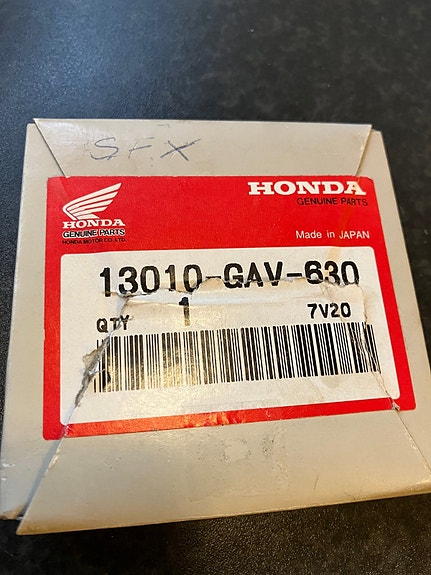 SFX
HONDA
GENUINE PARTS
HONDA MOTOR CO.,LTD.
HONDA
GENUINE PARTS
Made in JAPAN
13010-GAV-630
QTY 1 7V20